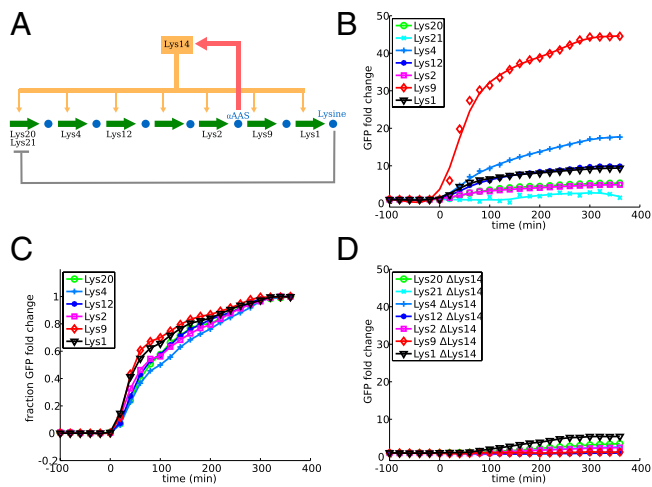 A
Lys14
αAAS
Lysine
Lys20
Lys21
Lys4
Lys12
Lys2
Lys9
Lys1
B
GFP fold change
50
40
30
20
10
0
-100
0
100
200
300
400
time (min)
Lys20
Lys21
Lys4
Lys12
Lys2
Lys9
Lys1
C
fraction GFP fold change
1
0.8
0.6
0.4
0.2
0
-0.2
-100
0
100
200
300
400
time (min)
Lys20
Lys4
Lys12
Lys2
Lys9
Lys1
D
GFP fold change
50
40
30
20
10
0
-100
0
100
200
300
400
time (min)
Lys20 ΔLys14
Lys21 ΔLys14
Lys4 ΔLys14
Lys12 ΔLys14
Lys2 ΔLys14
Lys9 ΔLys14
Lys1 ΔLys14